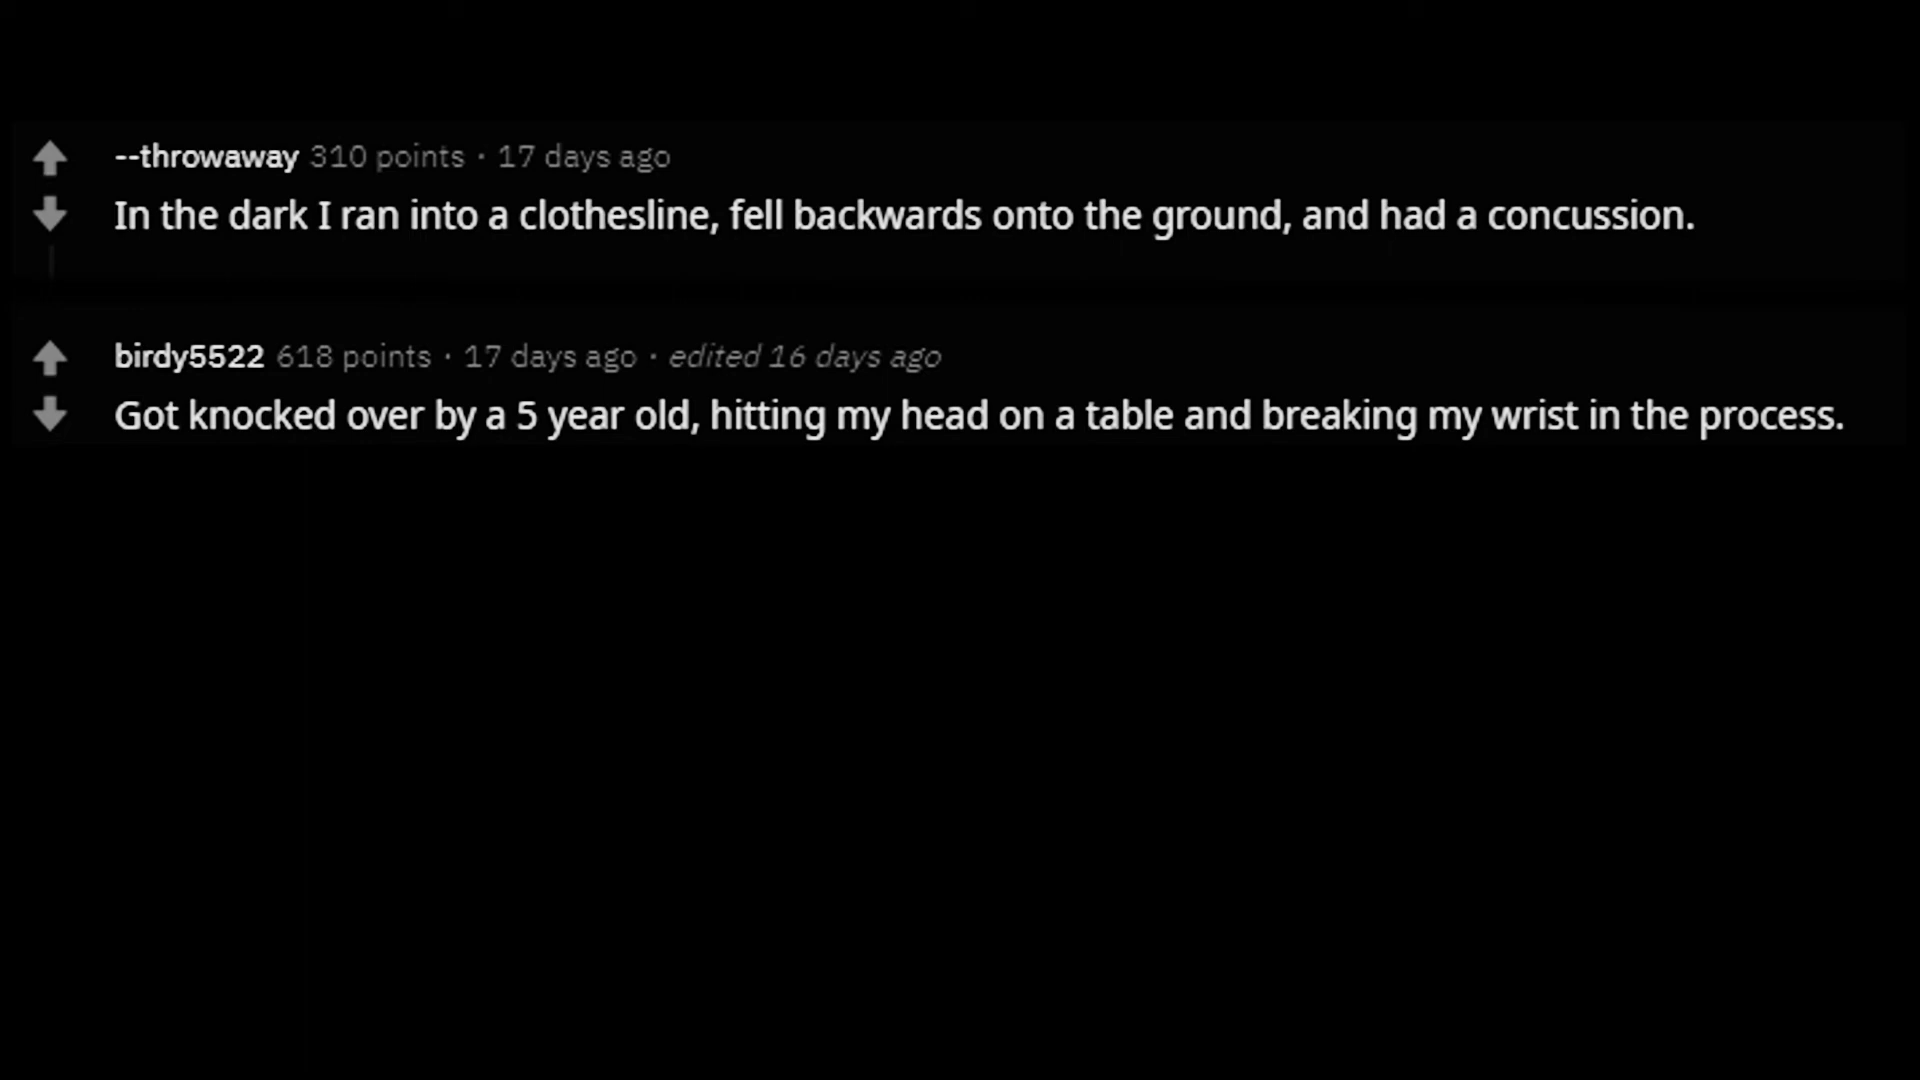 --throwaway 310 points · 17 days ago
In the dark I ran into a clothesline, fell backwards onto the ground, and had a concussion.
birdy5522 618 points · 17 days ago · edited 16 days ago
Got knocked over by a 5 year old, hitting my head on a table and breaking my wrist in the process.